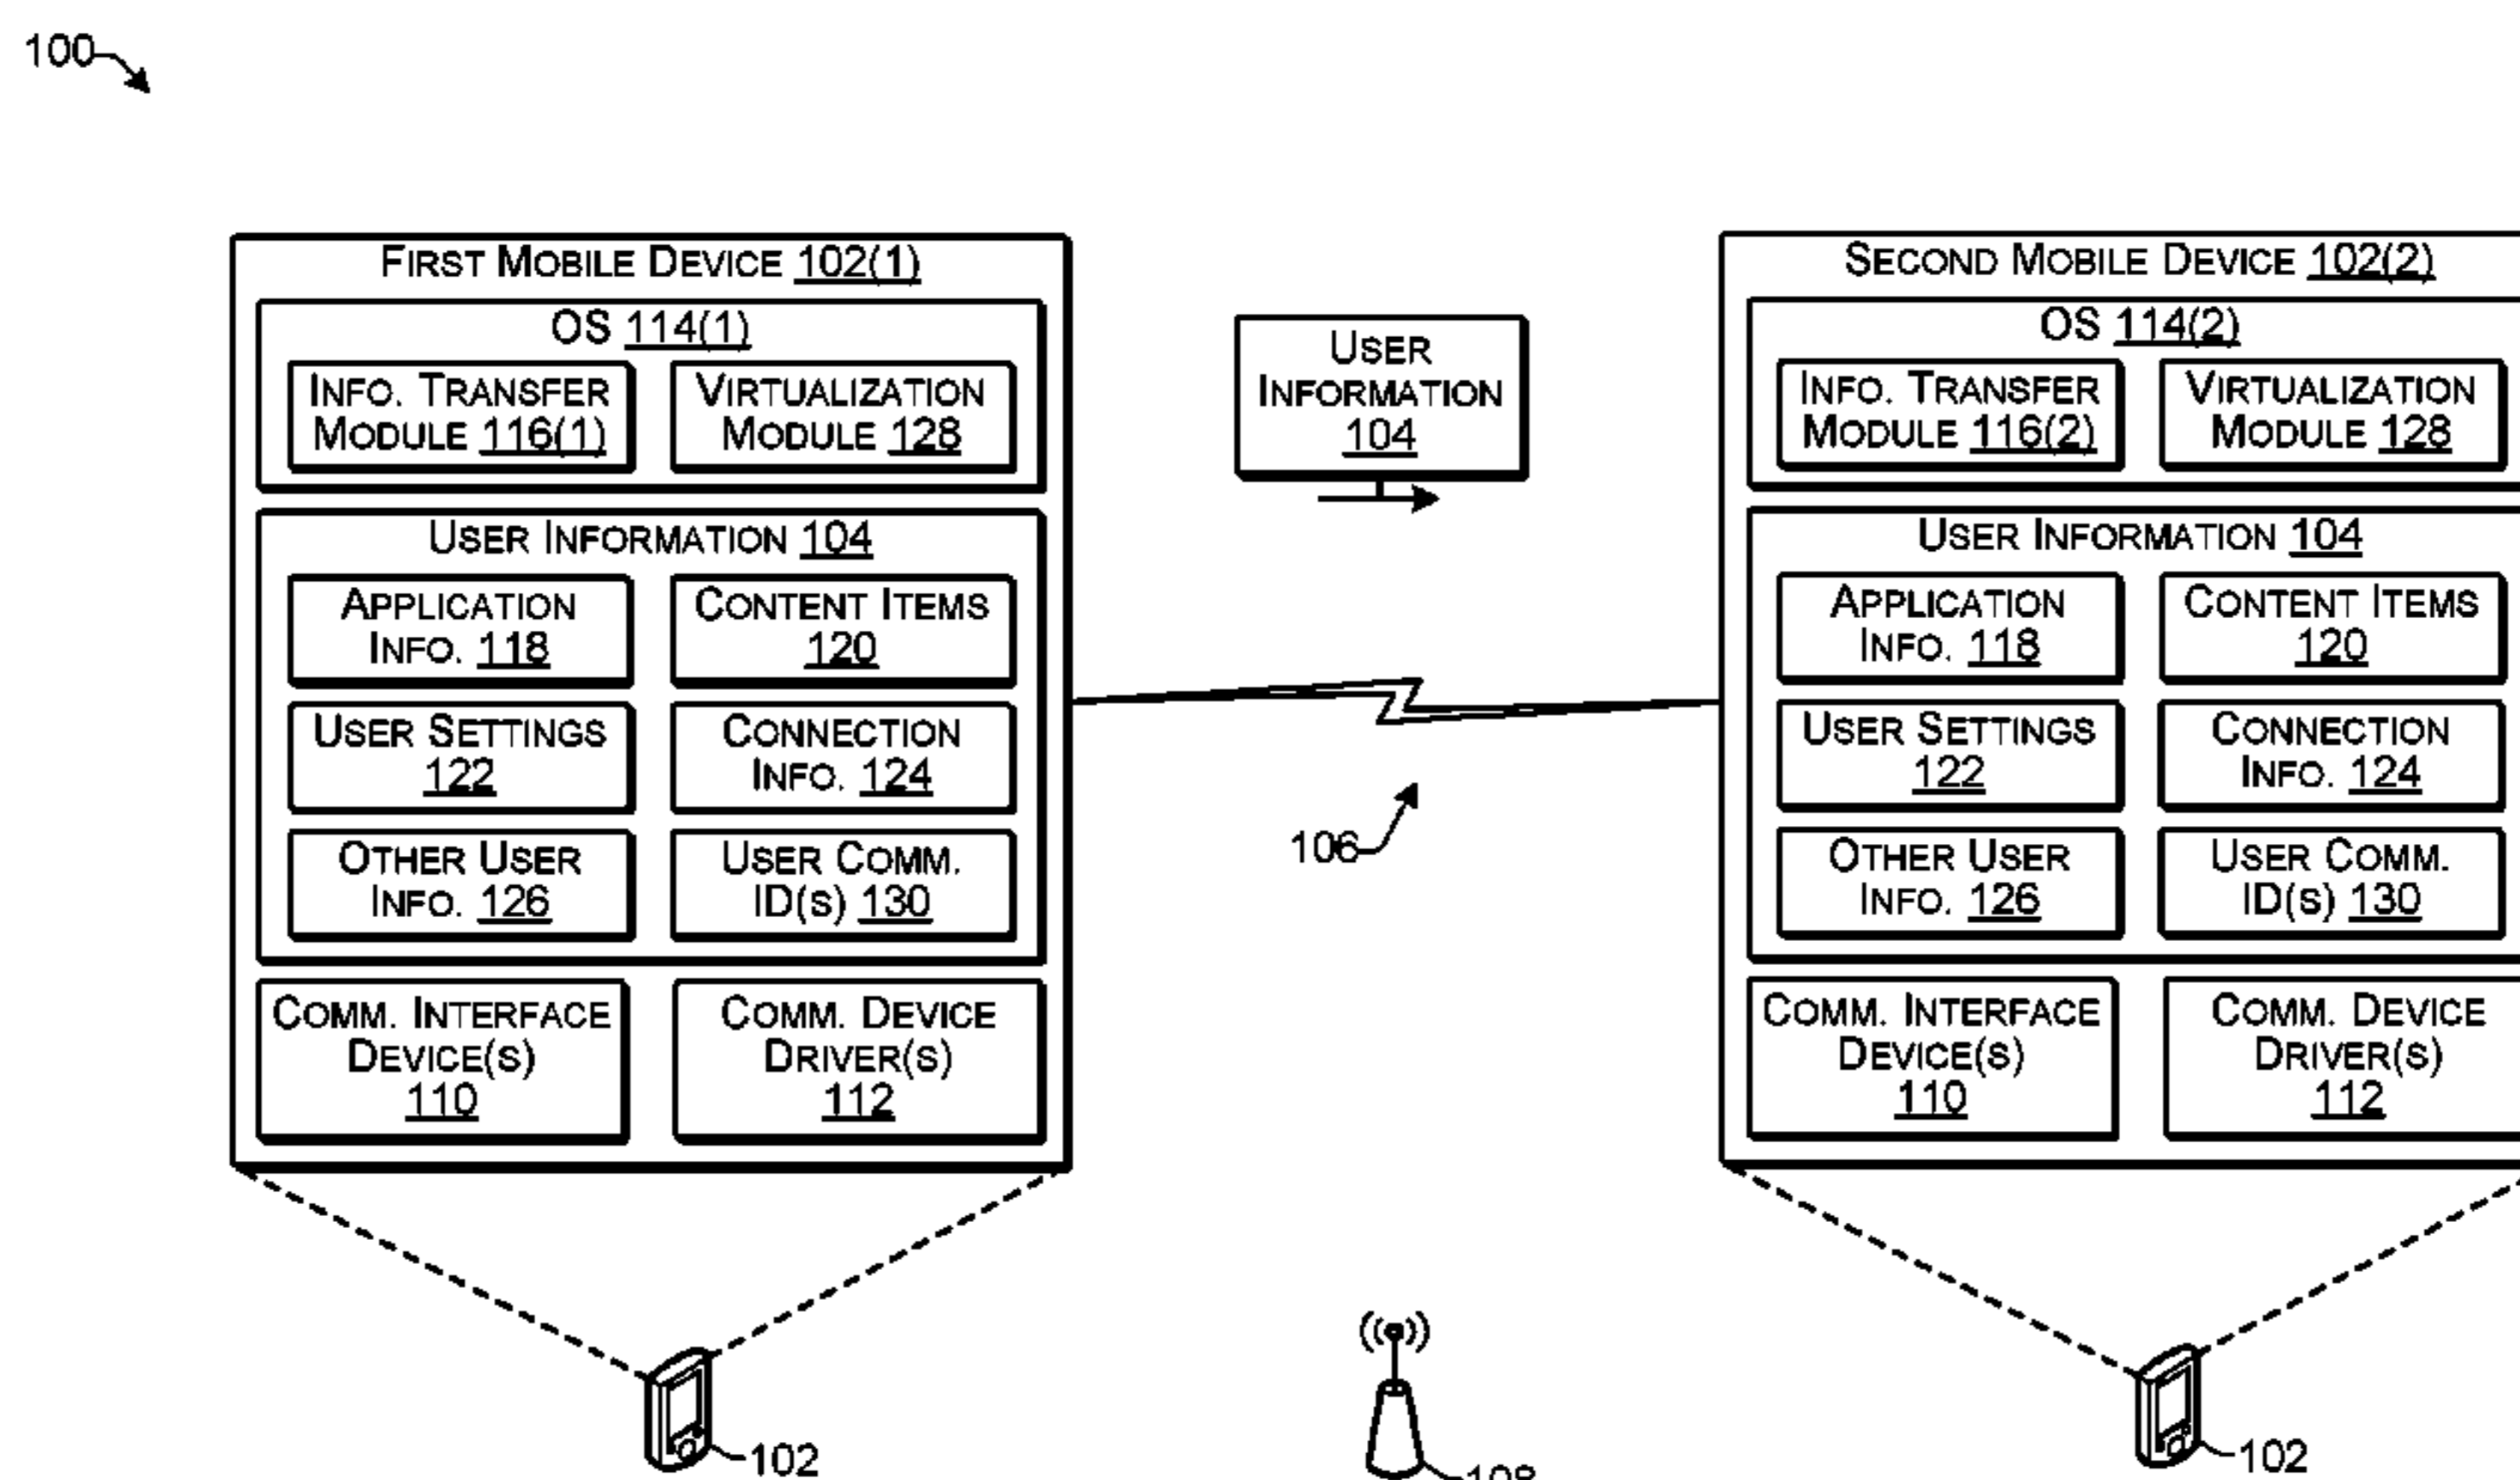 100
FIRST MOBILE DEVICE 102(1)
OS 114(1)
INFO. TRANSFER
MODULE 116(1)
VIRTUALIZATION
MODULE 128
USER INFORMATION 104
APPLICATION
INFO. 118
CONTENT ITEMS
120
USER SETTINGS
122
CONNECTION
INFO. 124
OTHER USER
INFO. 126
USER COMM.
ID(S) 130
COMM. INTERFACE
DEVICE(S)
110
COMM. DEVICE
DRIVER(S)
112
102
USER
INFORMATION
104
106
108
SECOND MOBILE DEVICE 102(2)
OS 114(2)
INFO. TRANSFER
MODULE 116(2)
VIRTUALIZATION
MODULE 128
USER INFORMATION 104
APPLICATION
INFO. 118
CONTENT ITEMS
120
USER SETTINGS
122
CONNECTION
INFO. 124
OTHER USER
INFO. 126
USER COMM.
ID(S) 130
COMM. INTERFACE
DEVICE(S)
110
COMM. DEVICE
DRIVER(S)
112
102